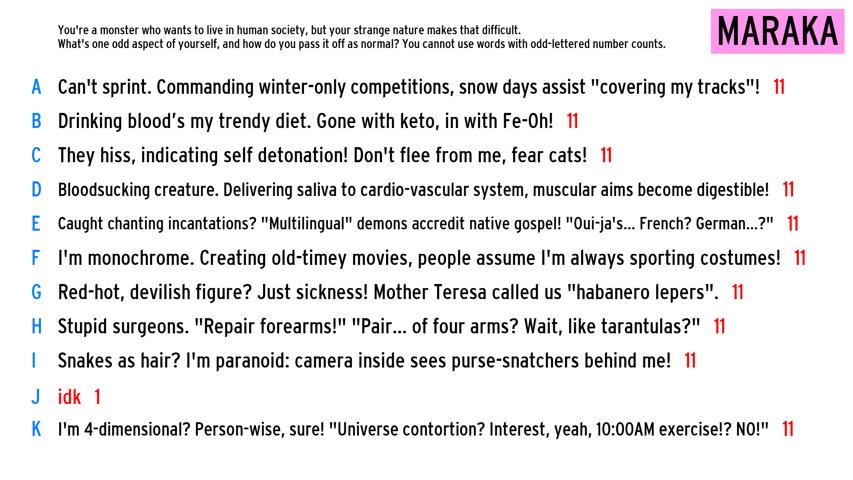 You're a monster who wants to live in human society, but your strange nature makes that difficult.
What's one odd aspect of yourself, and how do you pass it off as normal? You cannot use words with odd-lettered number counts.
MARAKA
A Can't sprint. Commanding winter-only competitions, snow days assist "covering my tracks"! 11
B Drinking blood's my trendy diet. Gone with keto, in with Fe-Oh! 11
C They hiss, indicating self detonation! Don't flee from me, fear cats! 11
D Bloodsucking creature. Delivering saliva to cardio-vascular system, muscular aims become digestible! 11
E Caught chanting incantations? "Multilingual" demons accredit native gospel! "Oui-ja's... French? German...?" 11
F I'm monochrome. Creating old-timey movies, people assume I'm always sporting costumes! 11
G Red-hot, devilish figure? Just sickness! Mother Teresa called us "habanero lepers". 11
H Stupid surgeons. "Repair forearms!" "Pair... of four arms? Wait, like tarantulas?" 11
I Snakes as hair? I'm paranoid: camera inside sees purse-snatchers behind me! 11
J idk 1
K I'm 4-dimensional? Person-wise, sure! "Universe contortion? Interest, yeah, 10:00AM exercise!? NO!" 11